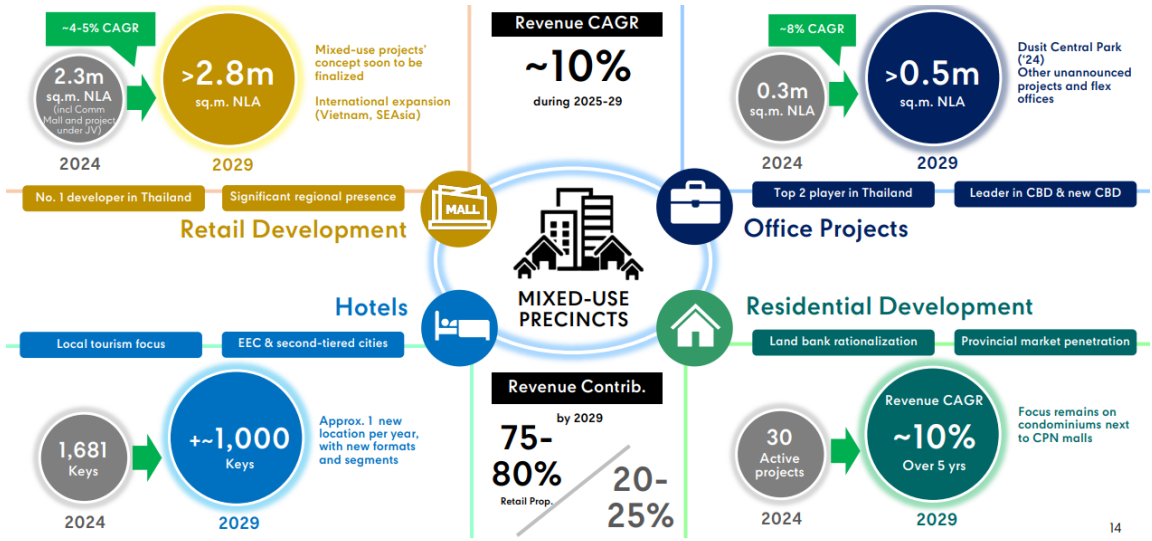 ~4-5% CAGR
2.3m
sq.m. NLA
(incl Comm
Mall and project
under JV)
2024
>2.8m
sq.m. NLA
2029
Mixed-use projects'
concept soon to be
finalized
International expansion
(Vietnam, SEAsia)
No. 1 developer in Thailand
Significant regional presence
Retail Development
MALL
Revenue CAGR
~10%
during 2025-29
~8% CAGR
0.3m
sq.m. NLA
2024
>0.5m
sq.m. NLA
2029
Dusit Central Park
('24)
Other unannounced
projects and flex
offices
Top 2 player in Thailand
Leader in CBD & new CBD
Office Projects
MIXED-USE
PRECINCTS
Hotels
Local tourism focus
EEC & second-tiered cities
1,681
Keys
2024
+~1,000
Keys
2029
Approx. 1 new
location per year,
with new formats
and segments
Revenue Contrib.
by 2029
75-
80%
Retail Prop.
20-
25%
Residential Development
Land bank rationalization
Provincial market penetration
30
Active
projects
2024
Revenue CAGR
~10%
Over 5 yrs
2029
Focus remains on
condominiums next
to CPN malls
14